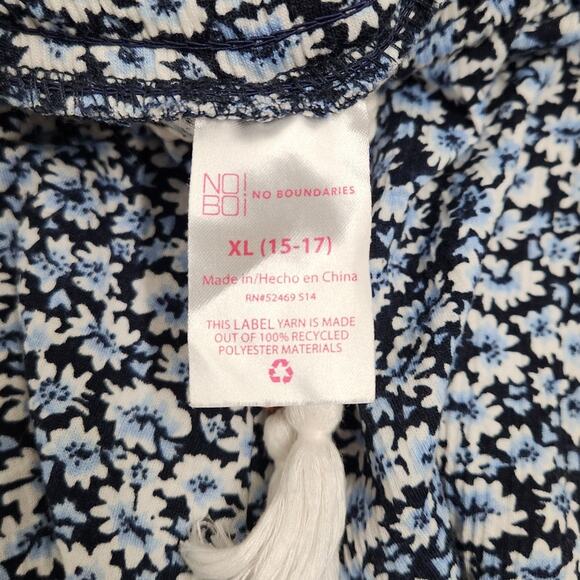 NO!
BO!
NO BOUNDARIES
XL (15-17)
Made in/Hecho en China
RN#52469 S14
THIS LABEL YARN IS MADE
OUT OF 100% RECYCLED
POLYESTER MATERIALS